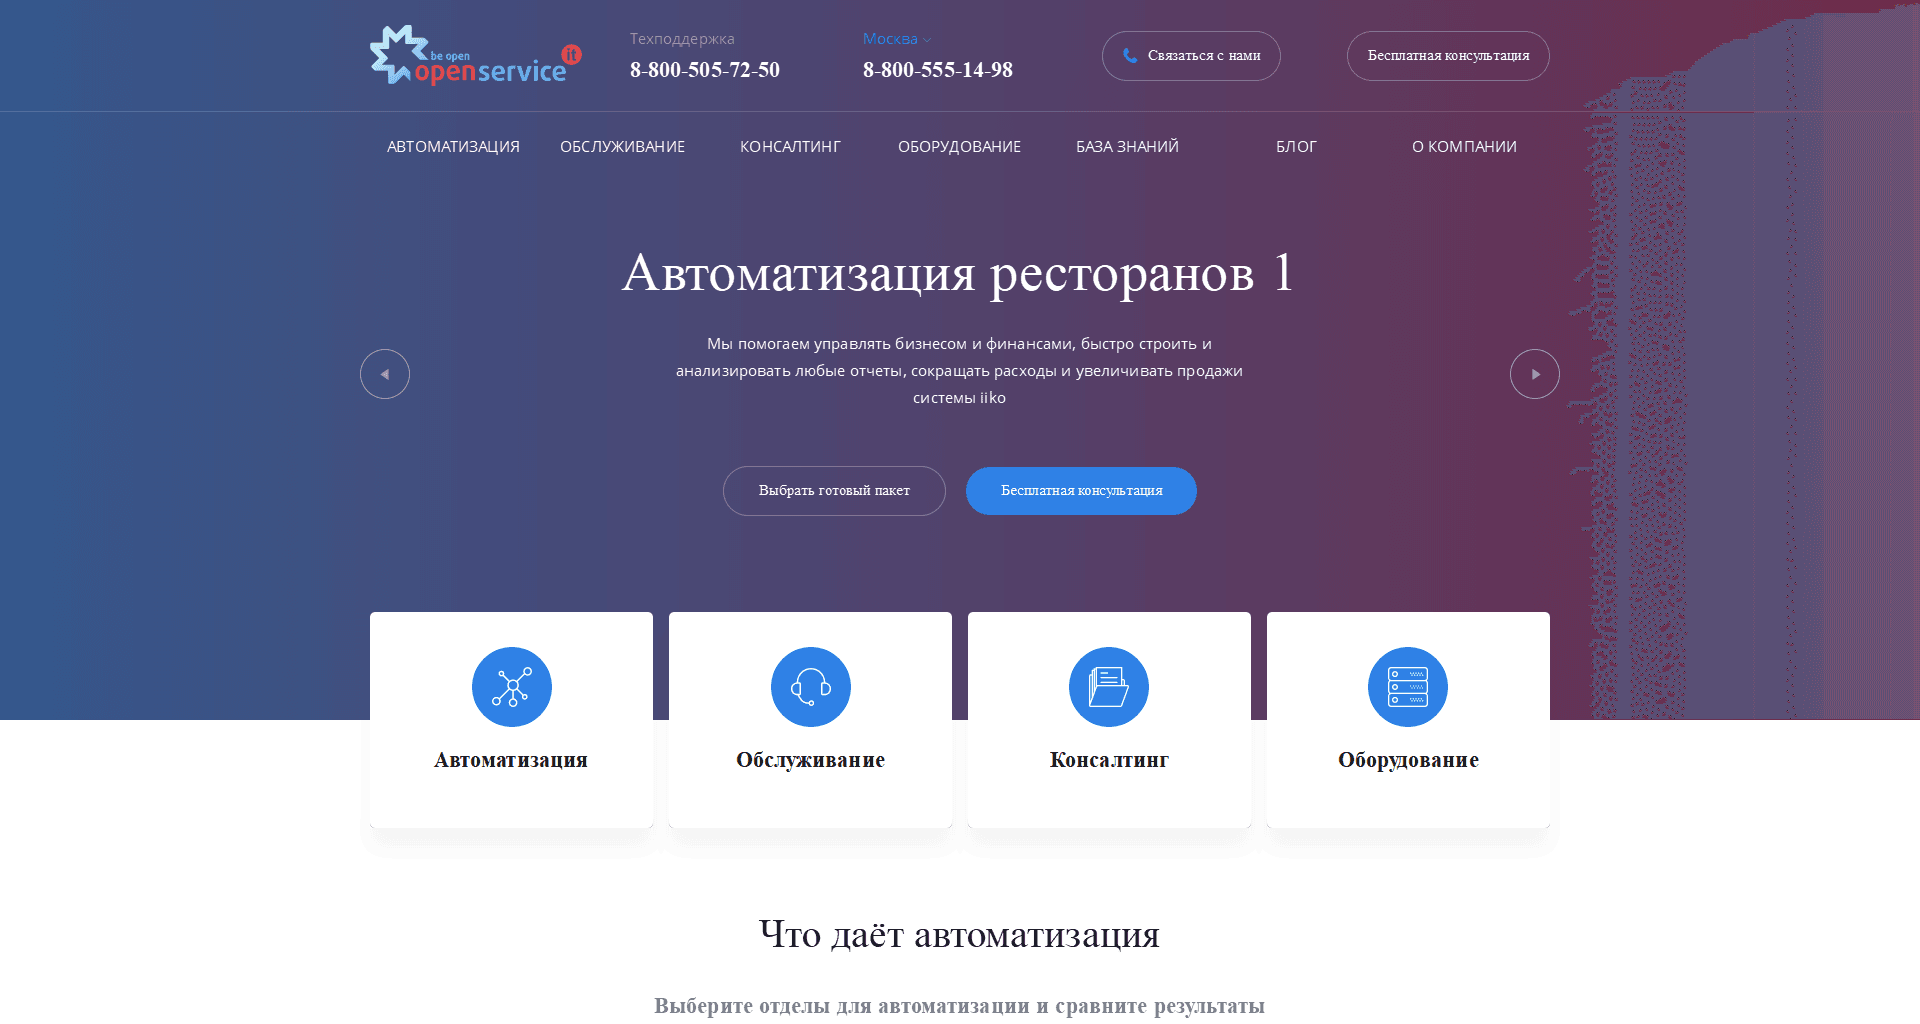 be open
openservice it
Техподдержка
8-800-505-72-50
Москва
8-800-555-14-98
Связаться с нами
Бесплатная консультация
АВТОМАТИЗАЦИЯ ОБСЛУЖИВАНИЕ КОНСАЛТИНГ ОБОРУДОВАНИЕ БАЗА ЗНАНИЙ БЛОГ О КОМПАНИИ
Автоматизация ресторанов 1
Мы помогаем управлять бизнесом и финансами, быстро строить и
анализировать любые отчеты, сокращать расходы и увеличивать продажи
системы iiko
Выбрать готовый пакет
Бесплатная консультация
Автоматизация
Обслуживание
Консалтинг
Оборудование
Что даёт автоматизация
Выберите отделы для автоматизации и сравните результаты